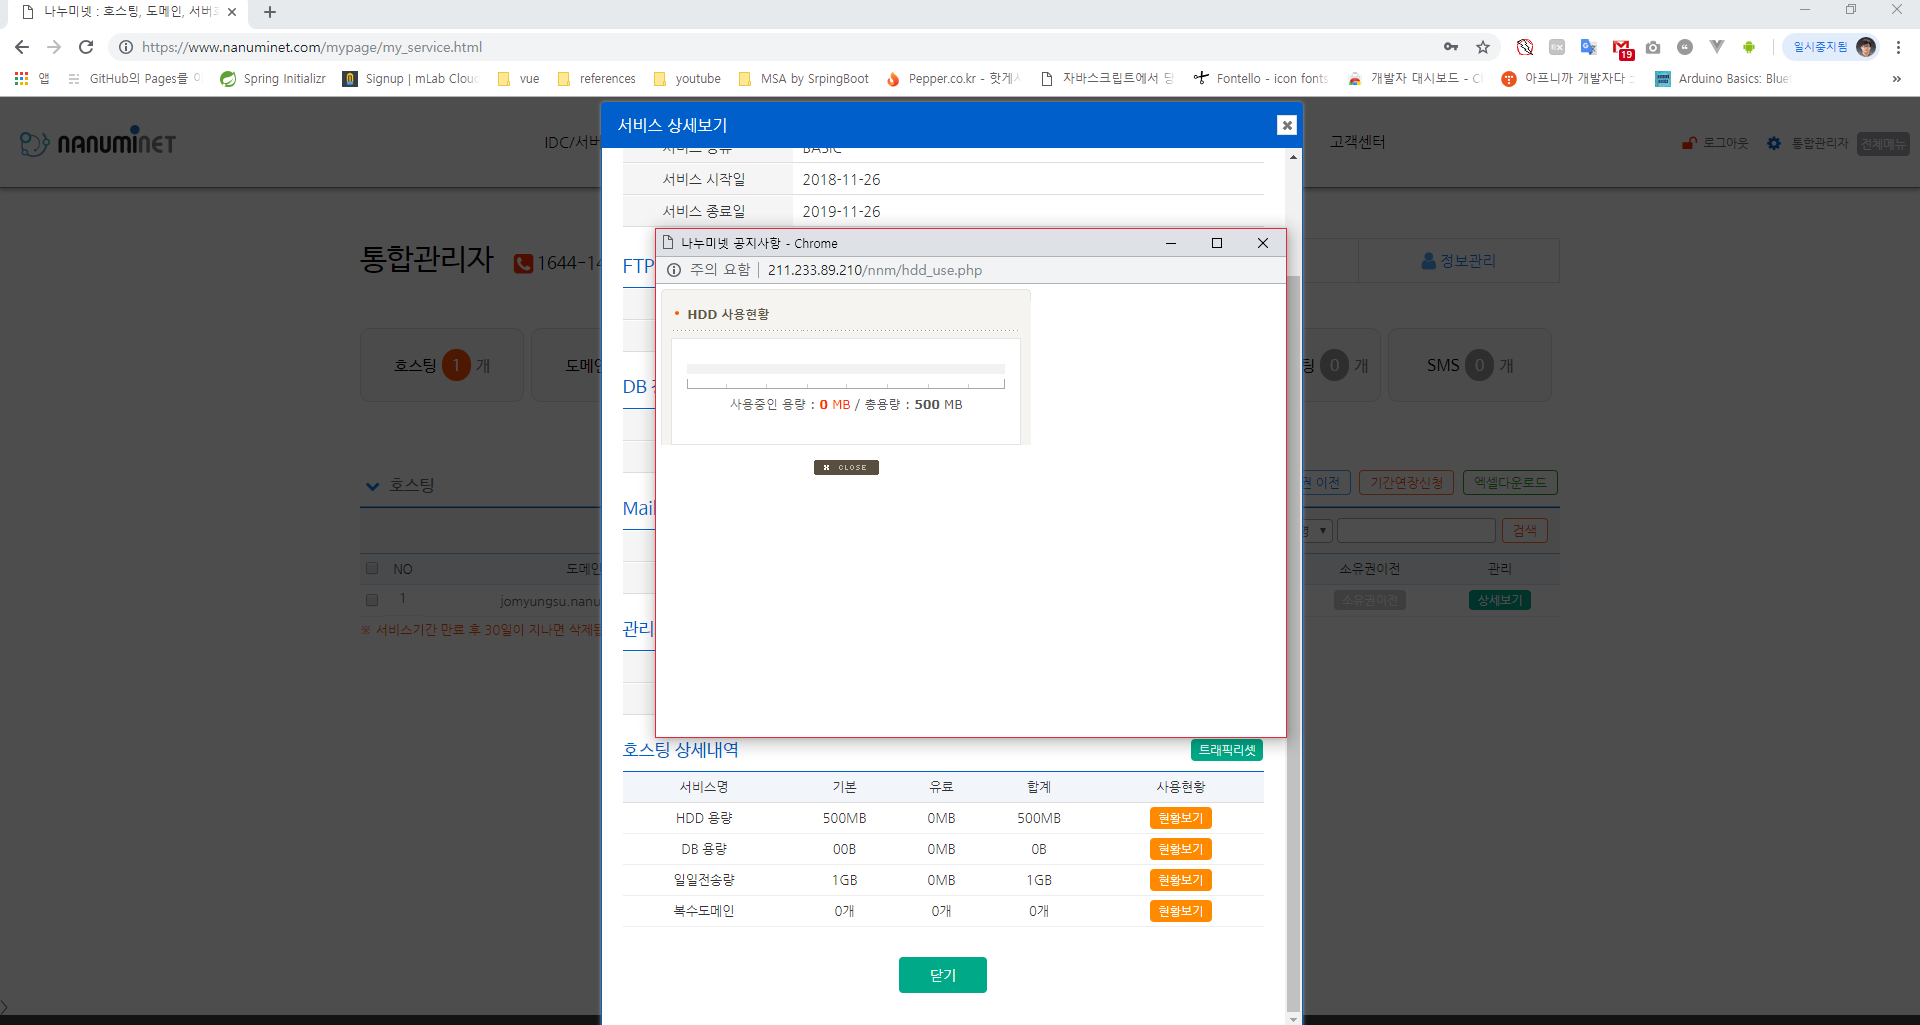 나누미넷 : 호스팅, 도메인, 서버
https://www.nanuminet.com/mypage/my_service.html
19
일시중지됨
앱
GitHub의 Pages를
Spring Initializr
Signup | mLab Clou
vue
references
youtube
MSA by SrpingBoot
Pepper.co.kr - 핫게
자바스크립트에서
Fontello - icon fonts
개발자 대시보드 -
아프니까 개발자다
Arduino Basics: Blue
»
nanuminet
IDC/서버
고객센터
로그아웃
통합관리자
전체메뉴
서비스 상세보기
BASIC
서비스 시작일
2018-11-26
서비스 종료일
2019-11-26
통합관리자
1644-14
정보관리
FTP
DB
Mail
관리
호스팅 1 개
도메인
팅 0 개
SMS 0 개
나누미넷 공지사항 - Chrome
주의 요함 | 211.233.89.210/nnm/hdd_use.php
HDD 사용현황
사용중인 용량 : 0 MB / 총용량 : 500 MB
CLOSE
호스팅
권 이전
기간연장신청
엑셀다운로드
검색
NO
도메인
소유권이전
관리
1
jomyungsu.nanu
소유권이전
상세보기
※ 서비스기간 만료 후 30일이 지나면 삭제됩
호스팅 상세내역
트래픽리셋
서비스명 기본 유료 합계 사용현황
HDD 용량 500MB 0MB 500MB 현황보기
DB 용량 00B 0MB 0B 현황보기
일일전송량 1GB 0MB 1GB 현황보기
복수도메인 0개 0개 0개 현황보기
닫기